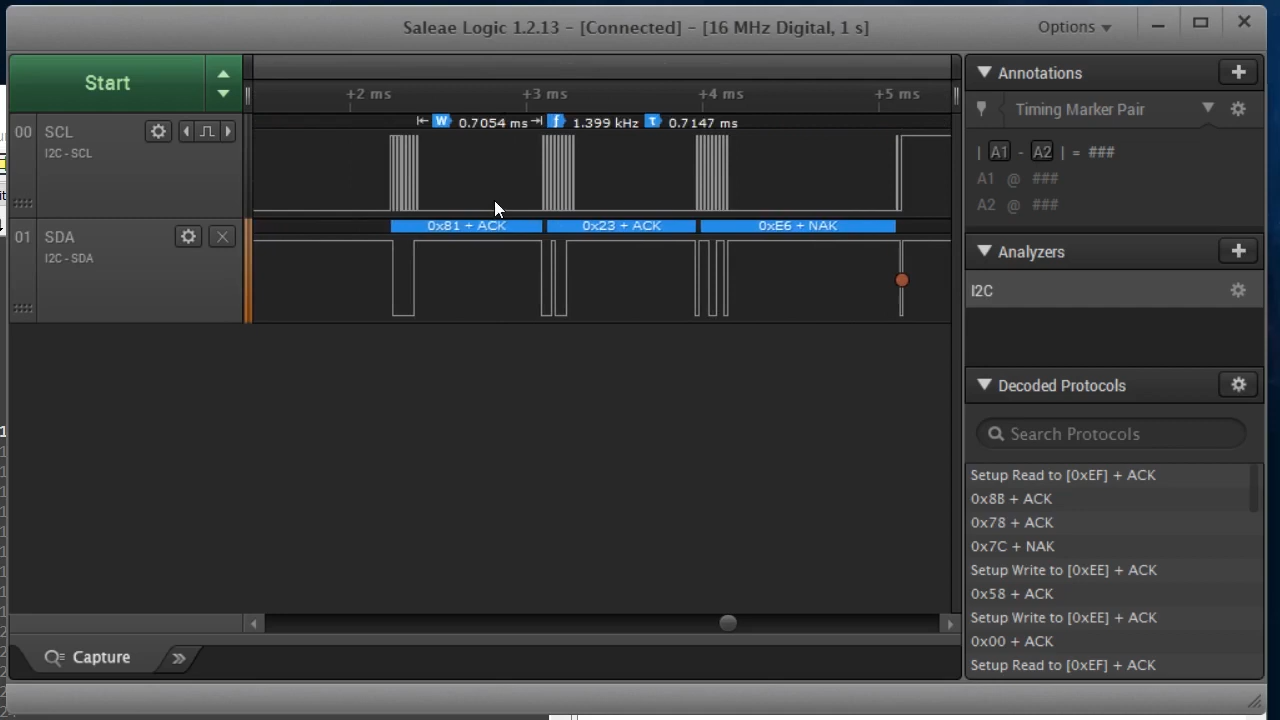 Saleae Logic 1.2.13 - [Connected] - [16 MHz Digital, 1 s]
Options
Start
+2 ms +3 ms +4 ms +5 ms
00 SCL
I2C - SCL
W 0.7054 ms f 1.399 kHz τ 0.7147 ms
0x81 + ACK 0x23 + ACK 0xE6 + NAK
01 SDA
I2C - SDA
Capture
Annotations
Timing Marker Pair
| A1 - A2 | = ###
A1 @ ###
A2 @ ###
Analyzers
I2C
Decoded Protocols
Search Protocols
Setup Read to [0xEF] + ACK
0x8B + ACK
0x78 + ACK
0x7C + NAK
Setup Write to [0xEE] + ACK
0x58 + ACK
Setup Write to [0xEE] + ACK
0x00 + ACK
Setup Read to [0xEF] + ACK